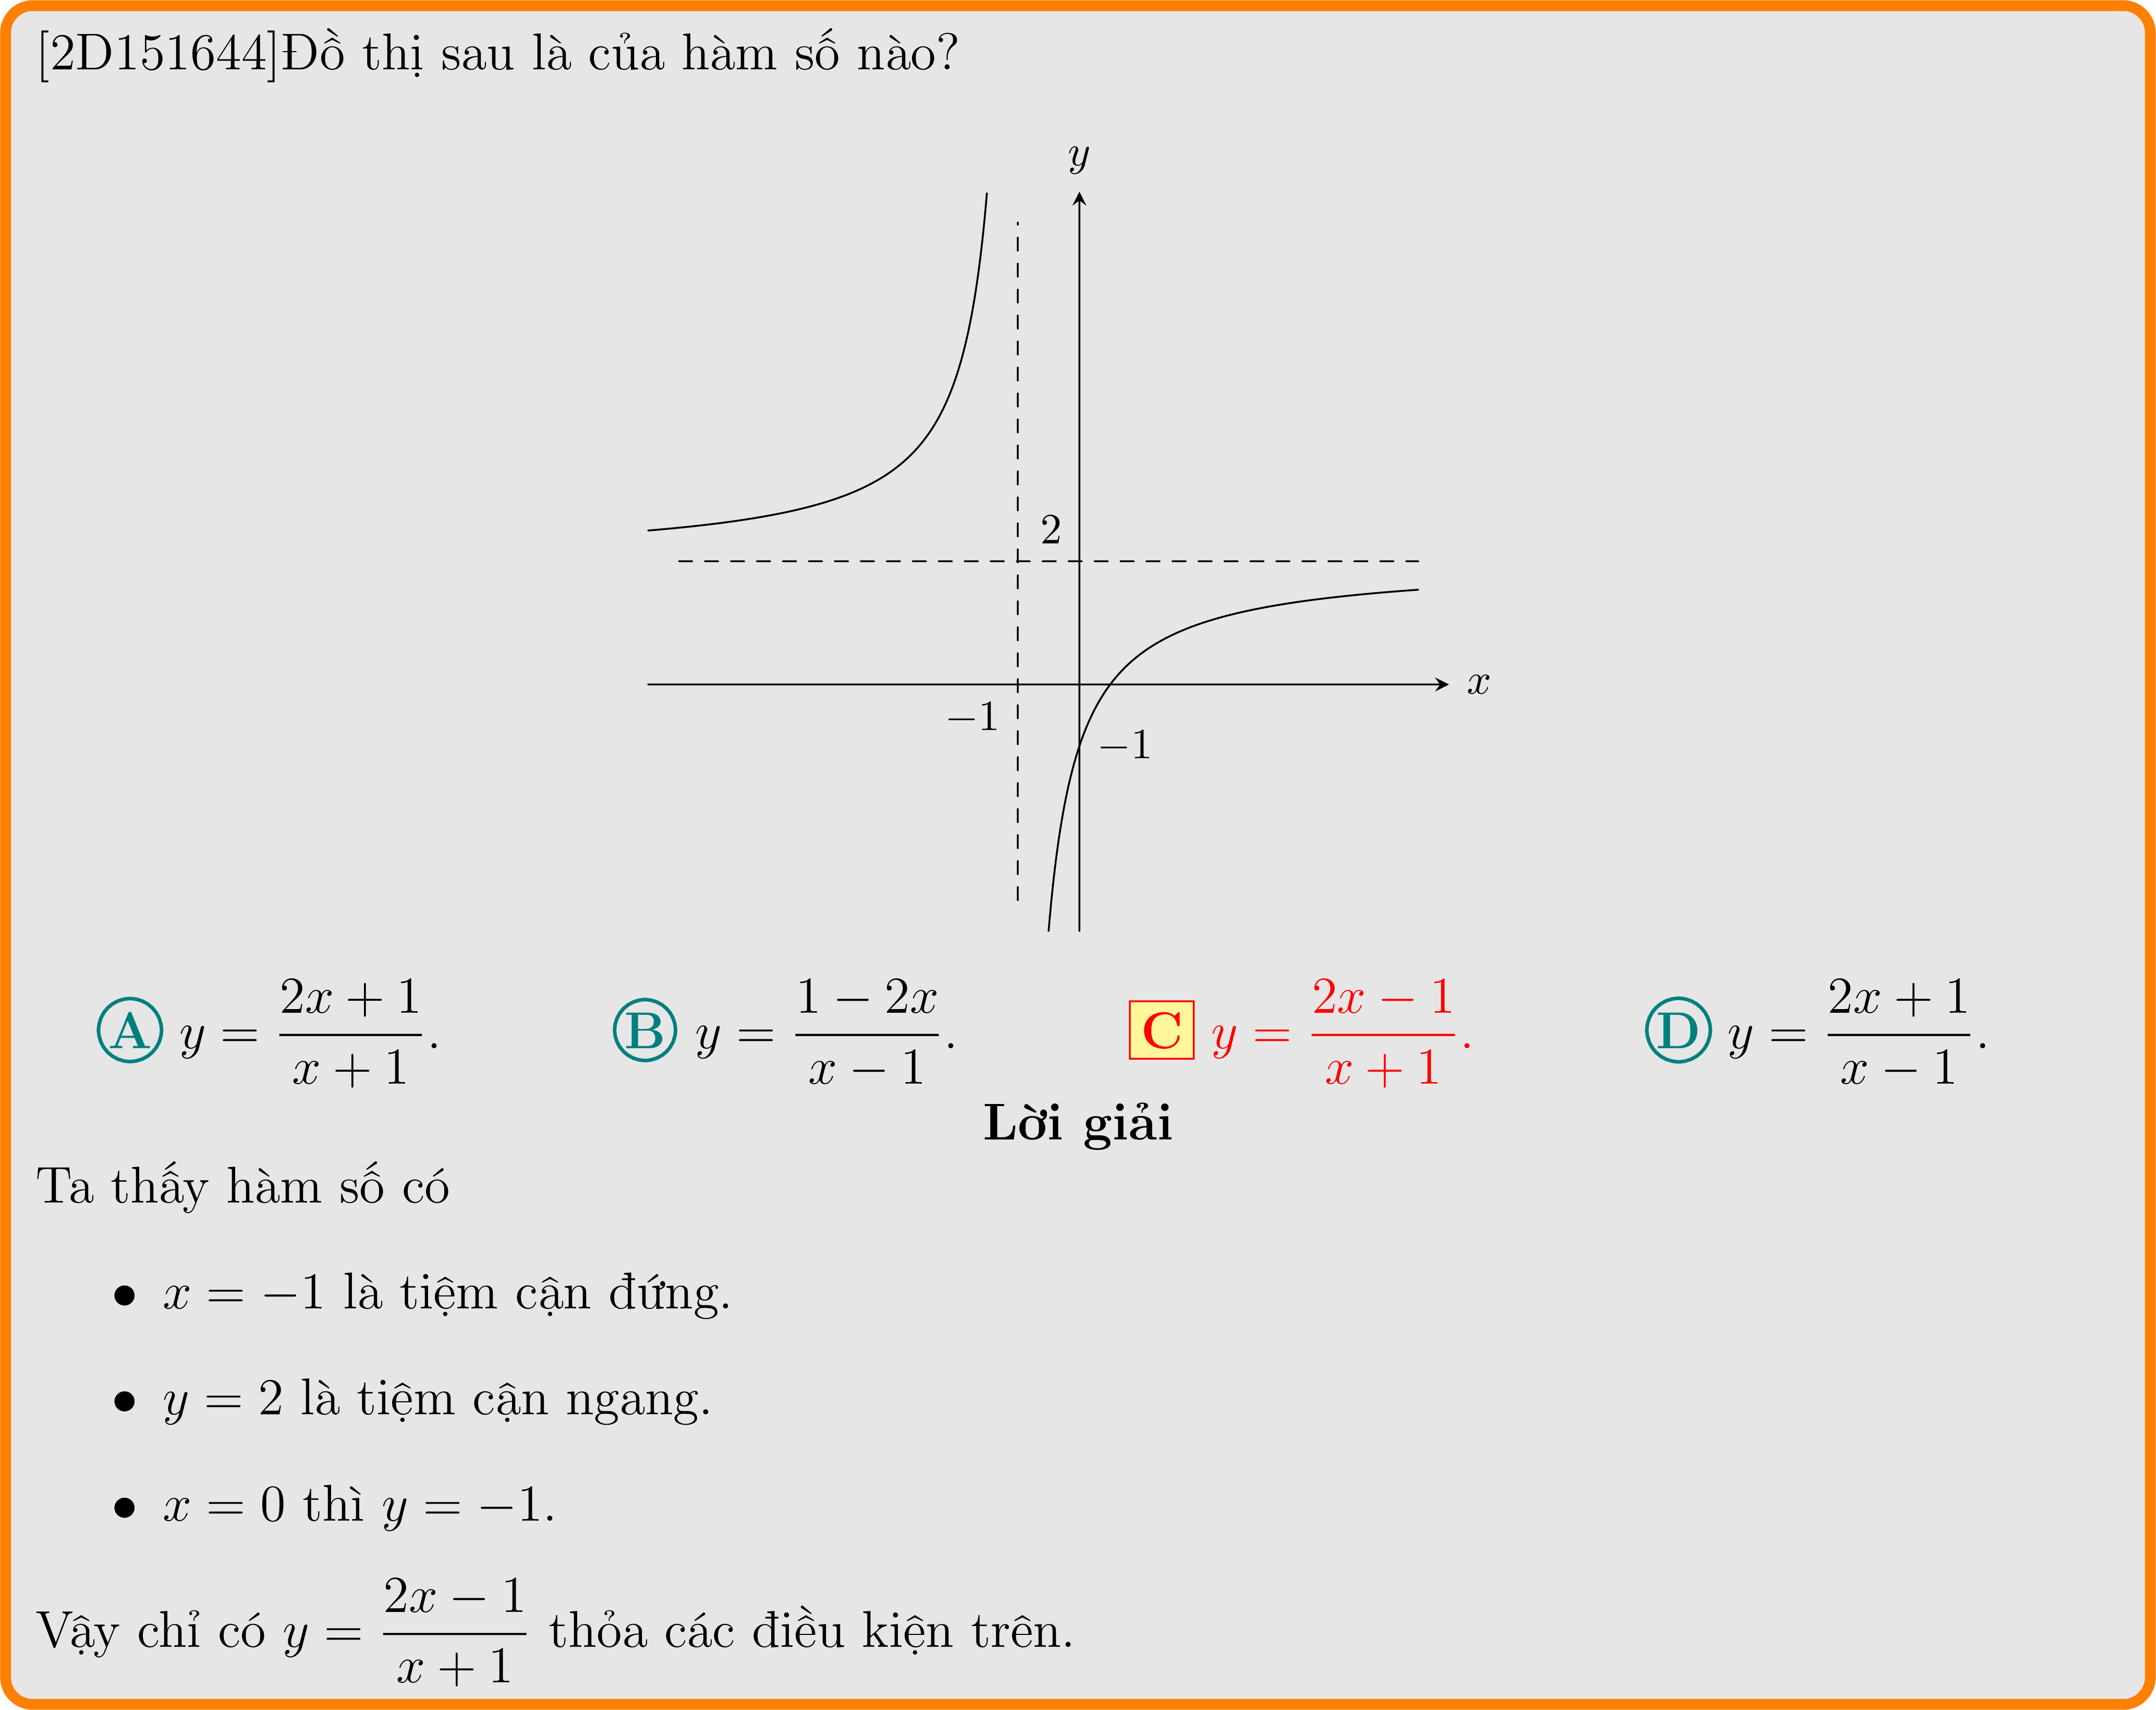 [2D151644]Đồ thị sau là của hàm số nào?
y
2
x
−1
−1
A y = \frac{2x + 1}{x + 1}. B y = \frac{1 − 2x}{x − 1}. C y = \frac{2x − 1}{x + 1}. D y = \frac{2x + 1}{x − 1}.
Lời giải
Ta thấy hàm số có
• x = −1 là tiệm cận đứng.
• y = 2 là tiệm cận ngang.
• x = 0 thì y = −1.
Vậy chỉ có y = \frac{2x − 1}{x + 1} thỏa các điều kiện trên.